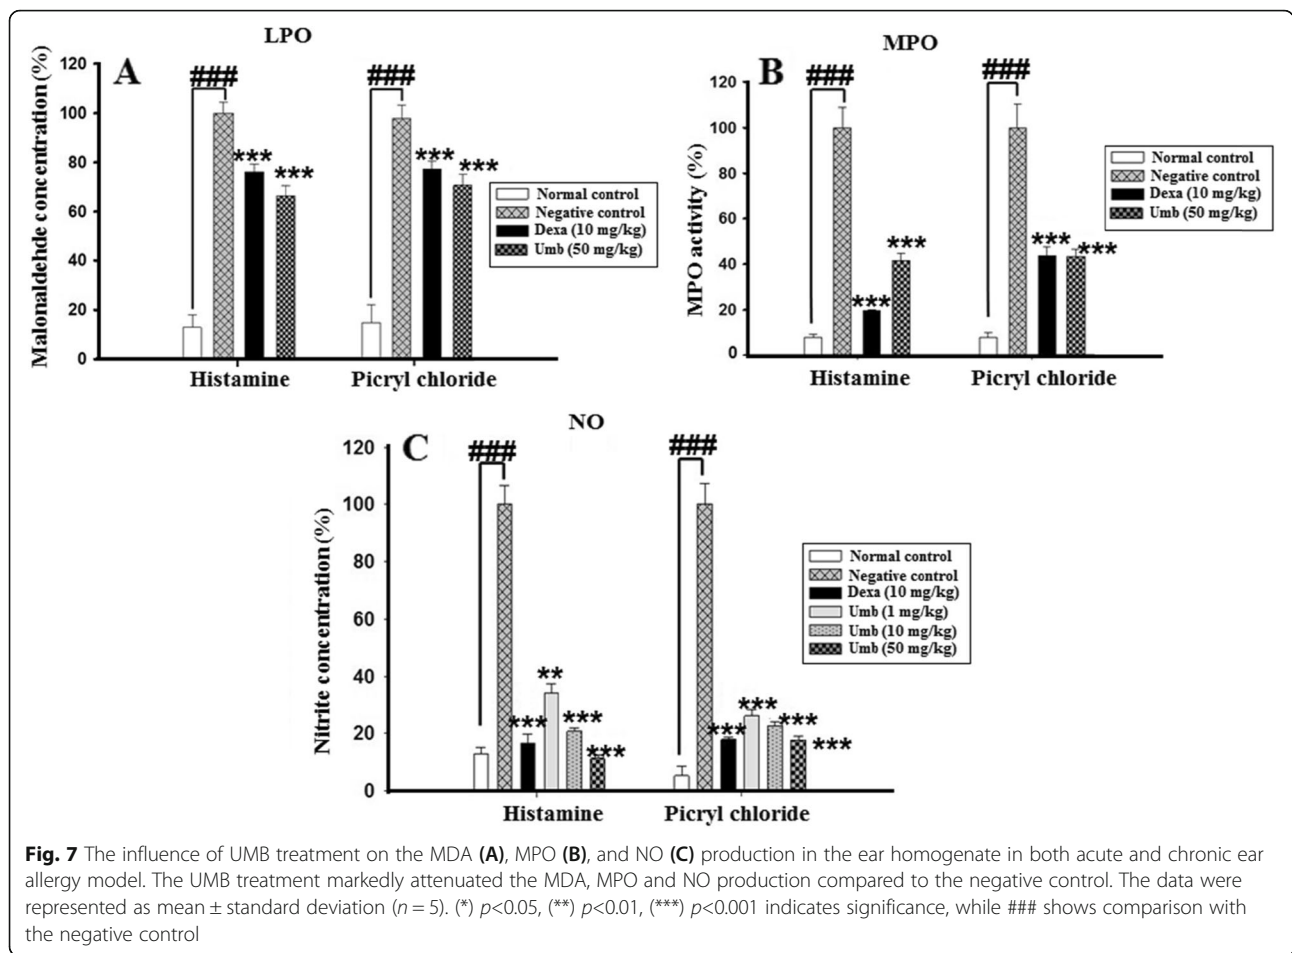 LPO
A
Malonaldehde concentration (%)
120
100
80
60
40
20
0
###
###
***
***
***
***
Histamine
Picryl chloride
Normal control
Negative control
Dexa (10 mg/kg)
Umb (50 mg/kg)
MPO
B
MPO activity (%)
120
100
80
60
40
20
0
###
###
***
***
***
***
Histamine
Picryl chloride
Normal control
Negative control
Dexa (10 mg/kg)
Umb (50 mg/kg)
NO
C
Nitrite concentration (%)
120
100
80
60
40
20
0
###
###
***
**
***
***
***
***
***
***
Histamine
Picryl chloride
Normal control
Negative control
Dexa (10 mg/kg)
Umb (1 mg/kg)
Umb (10 mg/kg)
Umb (50 mg/kg)
Fig. 7 The influence of UMB treatment on the MDA (A), MPO (B), and NO (C) production in the ear homogenate in both acute and chronic ear
allergy model. The UMB treatment markedly attenuated the MDA, MPO and NO production compared to the negative control. The data were
represented as mean ± standard deviation (n = 5). (*) p<0.05, (**) p<0.01, (***) p<0.001 indicates significance, while ### shows comparison with
the negative control